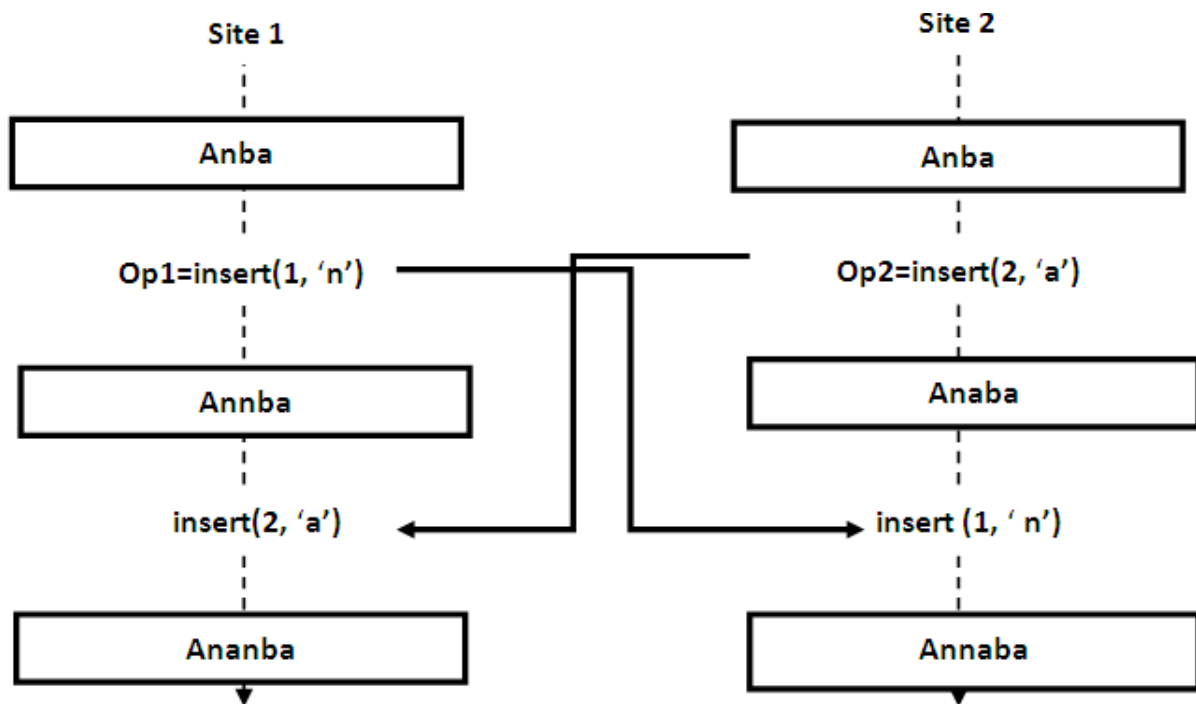 Site 1
Site 2
Anba
Anba
Op1=insert(1, ‘n’)
Op2=insert(2, ‘a’)
Annba
Anaba
insert(2, ‘a’)
insert (1, ‘ n’)
Ananba
Annaba